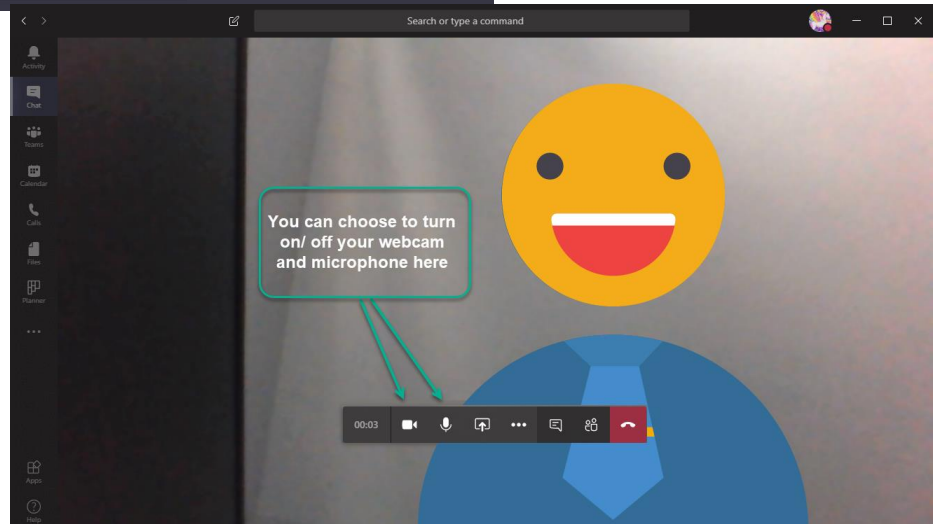 Search or type a command
Activity
Chat
Teams
Calendar
Calls
Files
Planner
You can choose to turn
on/ off your webcam
and microphone here
00:03
Apps
Help